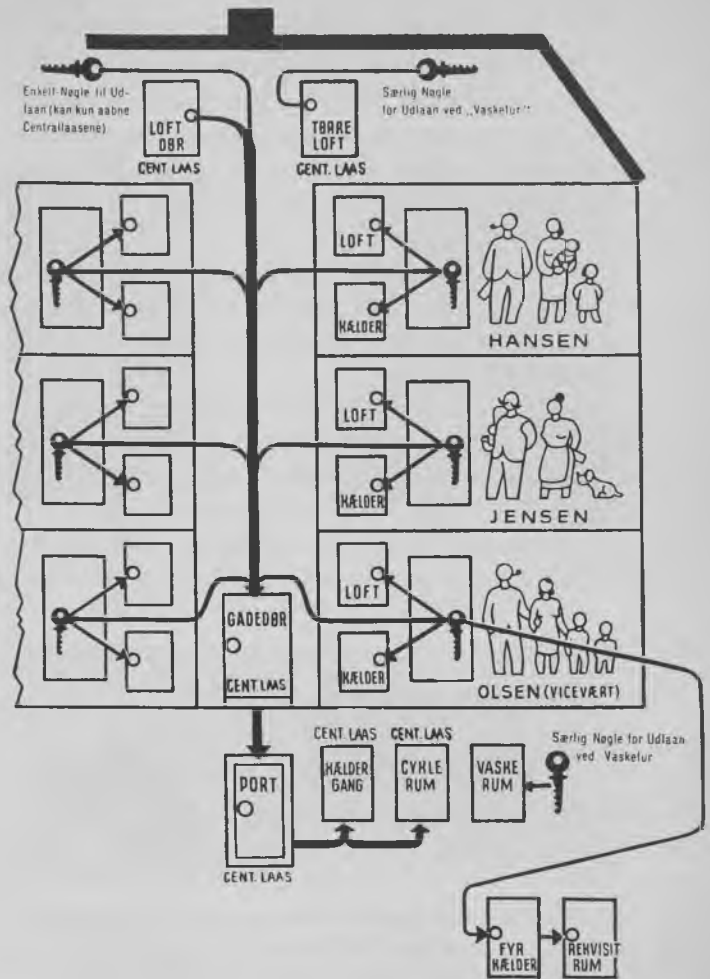 Enkelt-Nøgle til Ud-
laan (kan kun aabne
Centrallaasene)
LOFT
DØR
CENT. LAAS
TØRRE
LOFT
CENT. LAAS
Særlig Nøgle
for Udlaan ved „Vasketur"
LOFT
KÆLDER
HANSEN
LOFT
KÆLDER
JENSEN
LOFT
KÆLDER
OLSEN (VICEVÆRT)
GADEDØR
CENT. LAAS
PORT
CENT. LAAS
CENT. LAAS
KÆLDER
GANG
CENT. LAAS
CYKLE
RUM
VASKE
RUM
Særlig Nøgle for Udlaan
ved Vasketur
FYR
KÆLDER
REKVISIT
RUM